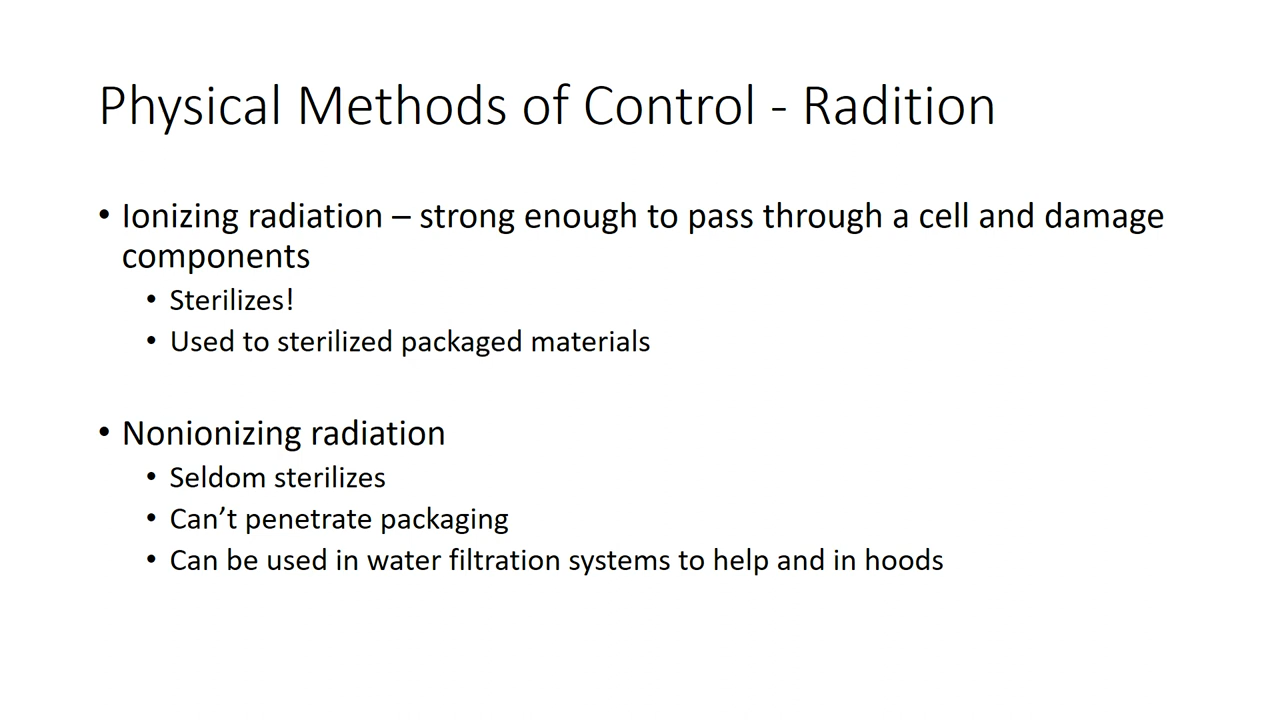 Physical Methods of Control - Radition
• Ionizing radiation – strong enough to pass through a cell and damage
components
• Sterilizes!
• Used to sterilized packaged materials
• Nonionizing radiation
• Seldom sterilizes
• Can’t penetrate packaging
• Can be used in water filtration systems to help and in hoods